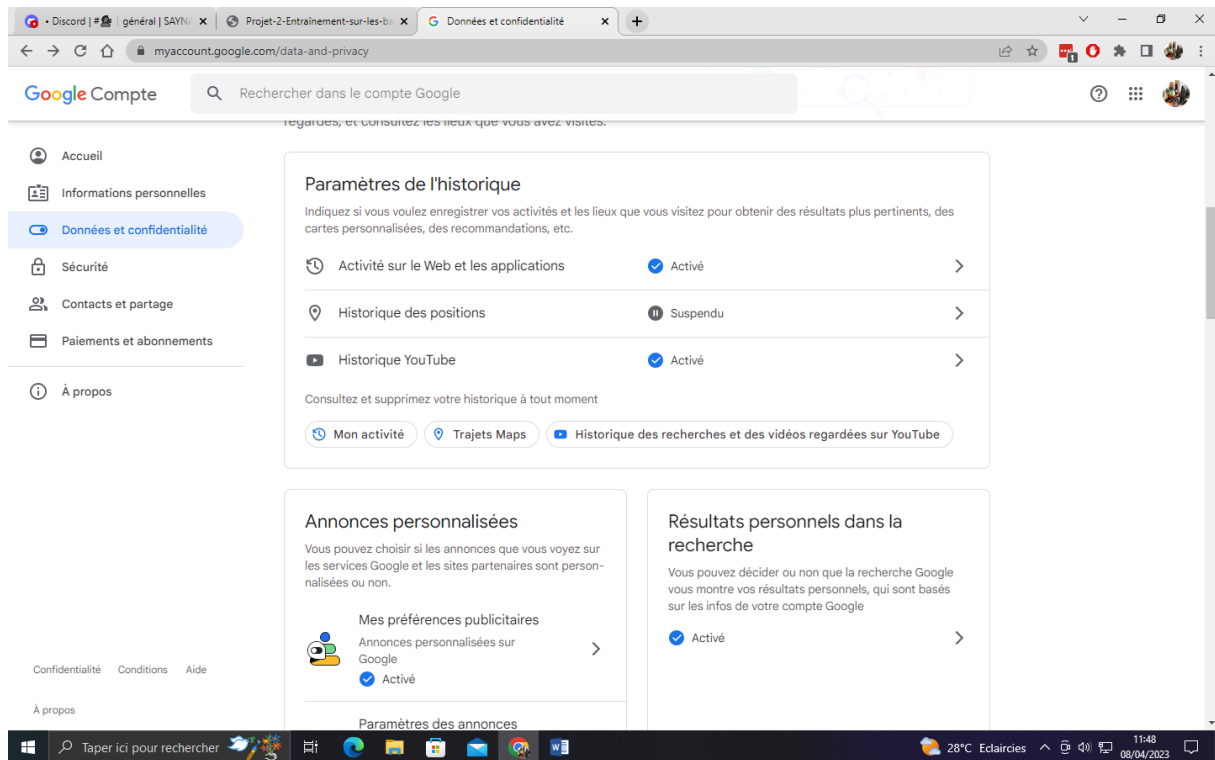 • Discord | # | général | SAYNA
Projet-2-Entraînement-sur-les-ba
Données et confidentialité
myaccount.google.com/data-and-privacy
Google Compte
Rechercher dans le compte Google
regardés, et consultez les lieux que vous avez visités.
Accueil
Informations personnelles
Données et confidentialité
Sécurité
Contacts et partage
Paiements et abonnements
À propos
Paramètres de l'historique
Indiquez si vous voulez enregistrer vos activités et les lieux que vous visitez pour obtenir des résultats plus pertinents, des
cartes personnalisées, des recommandations, etc.
Activité sur le Web et les applications Activé
Historique des positions Suspendu
Historique YouTube Activé
Consultez et supprimez votre historique à tout moment
Mon activité Trajets Maps Historique des recherches et des vidéos regardées sur YouTube
Annonces personnalisées
Vous pouvez choisir si les annonces que vous voyez sur
les services Google et les sites partenaires sont person-
nalisées ou non.
Mes préférences publicitaires
Annonces personnalisées sur
Google
Activé
Paramètres des annonces
Résultats personnels dans la
recherche
Vous pouvez décider ou non que la recherche Google
vous montre vos résultats personnels, qui sont basés
sur les infos de votre compte Google
Activé
Confidentialité Conditions Aide
À propos
Taper ici pour rechercher
28°C Eclaircies
11:48
08/04/2023